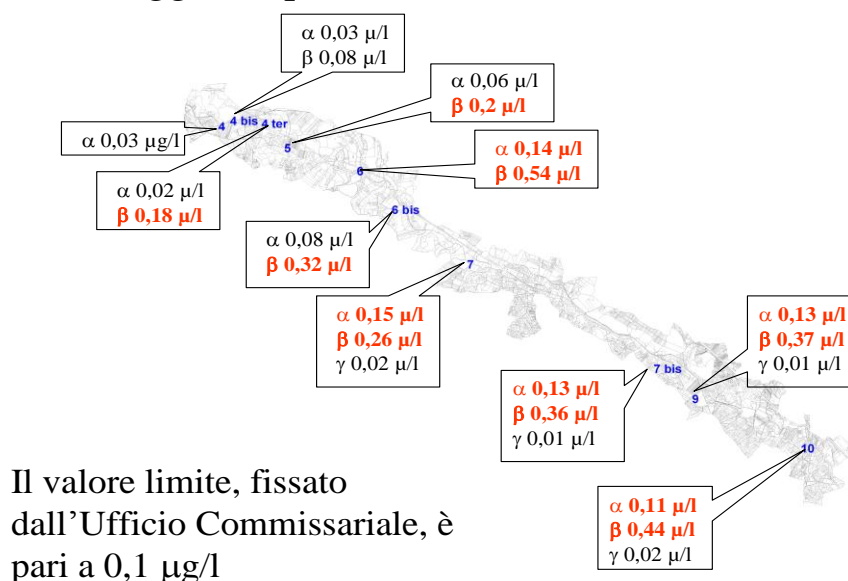 α 0,03 µ/l
β 0,08 µ/l
α 0,06 µ/l
β 0,2 µ/l
4
4 bis
4 ter
α 0,03 µg/l
5
α 0,14 µ/l
β 0,54 µ/l
6
α 0,02 µ/l
β 0,18 µ/l
6 bis
α 0,08 µ/l
β 0,32 µ/l
7
α 0,15 µ/l
β 0,26 µ/l
γ 0,02 µ/l
α 0,13 µ/l
β 0,37 µ/l
γ 0,01 µ/l
7 bis
9
α 0,13 µ/l
β 0,36 µ/l
γ 0,01 µ/l
10
α 0,11 µ/l
β 0,44 µ/l
γ 0,02 µ/l
Il valore limite, fissato
dall’Ufficio Commissariale, è
pari a 0,1 µg/l